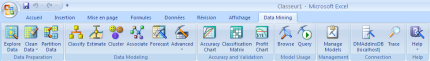 Classeur1 - Microsoft Excel
Accueil Insertion Mise en page Formules Données Révision Affichage Data Mining
Explore Data Clean Data Partition Data Classify Estimate Cluster Associate Forecast Advanced Accuracy Chart Classification Matrix Profit Chart Browse Query Manage Models DMAddinsDB (localhost) Trace Help
Data Preparation Data Modeling Accuracy and Validation Model Usage Management Connection Help